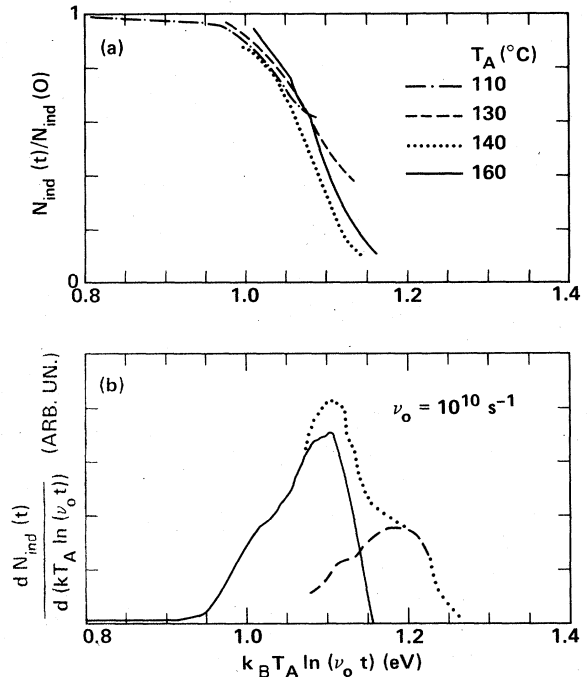 1
(a)
T_A (°C)
110
130
140
160
N_ind (t)/N_ind (O)
0
0.8
1.0
1.2
1.4
(b)
ν_o = 10^10 s^-1
d N_ind (t)
d (kT_A ln (ν_o t))
(ARB. UN.)
0.8
1.0
1.2
1.4
k_B T_A ln (ν_o t) (eV)